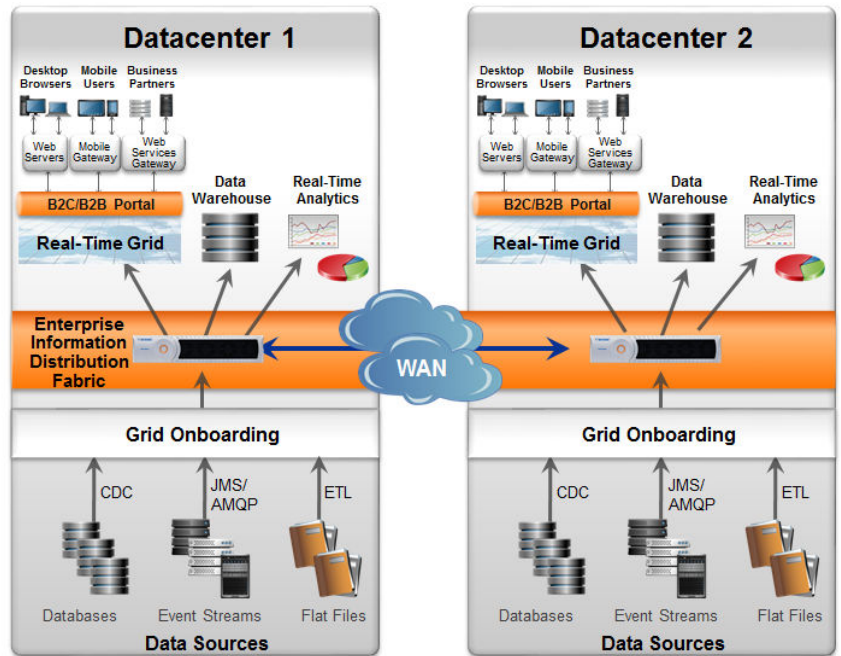 Datacenter 1
Desktop Mobile Business
Browsers Users Partners
Web Servers
Mobile Gateway
Web Services Gateway
B2C/B2B Portal
Real-Time Grid
Data
Warehouse
Real-Time
Analytics
Enterprise
Information
Distribution
Fabric
WAN
Grid Onboarding
CDC
JMS/
AMQP
ETL
Databases
Event Streams
Flat Files
Data Sources
Datacenter 2
Desktop Mobile Business
Browsers Users Partners
Web Servers
Mobile Gateway
Web Services Gateway
B2C/B2B Portal
Real-Time Grid
Data
Warehouse
Real-Time
Analytics
Grid Onboarding
CDC
JMS/
AMQP
ETL
Databases
Event Streams
Flat Files
Data Sources